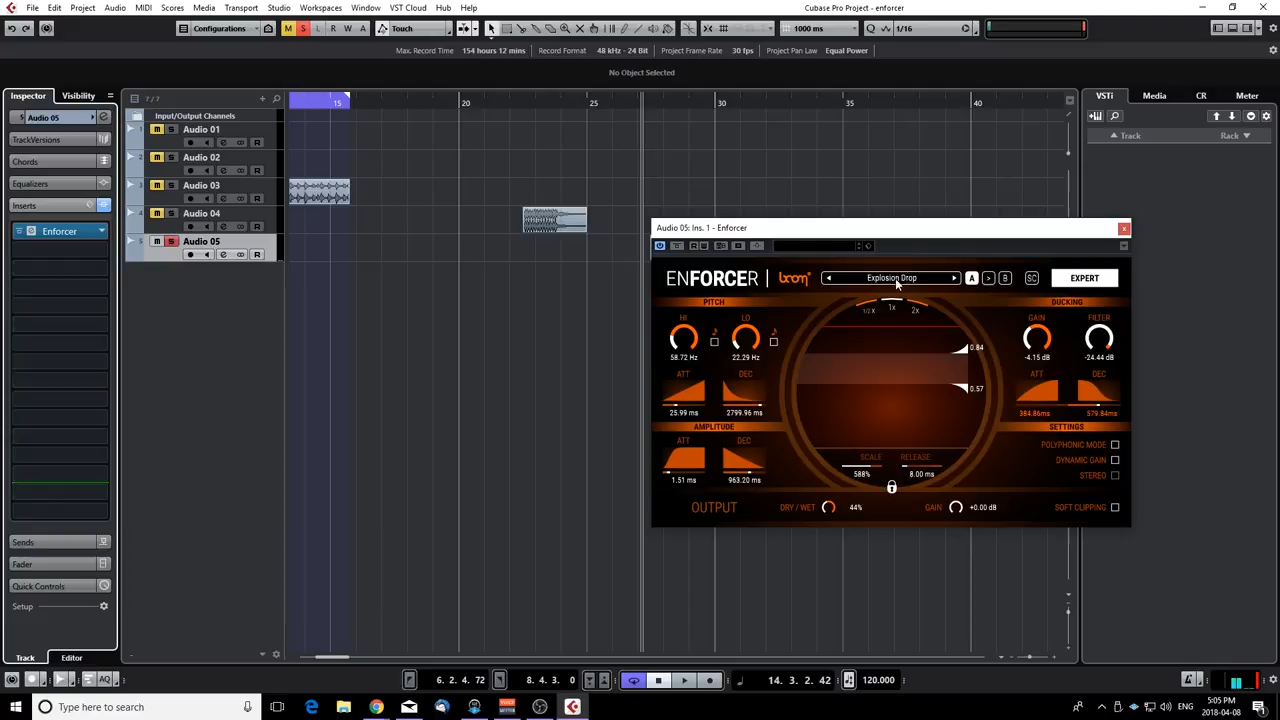 File Edit Project Audio MIDI Scores Media Transport Studio Workspaces Window VST Cloud Hub Help
Cubase Pro Project - enforcer
Configurations M S L R W A Touch 1000 ms Q 1/16
Max. Record Time 154 hours 12 mins Record Format 48 kHz - 24 Bit Project Frame Rate 30 fps Project Pan Law Equal Power
No Object Selected
Inspector Visibility
7 / 7
15 20 25 30 35 40
VSTi Media CR Meter
Audio 05
Input/Output Channels
Track Rack
TrackVersions
Chords
Equalizers
Inserts
Enforcer
1 M S Audio 01
R
2 M S Audio 02
R
3 M S Audio 03
R
4 M S Audio 04
R
5 M S Audio 05
R
Audio 05: Ins. 1 - Enforcer
ENFORCER boom Explosion Drop A > B SC EXPERT
PITCH 1/2 x 1x 2x DUCKING
HI LO GAIN FILTER
58.72 Hz 22.29 Hz 0.84 -4.15 dB -24.44 dB
ATT DEC ATT DEC
0.57
25.99 ms 2799.96 ms 384.86ms 579.84ms
AMPLITUDE SETTINGS
ATT DEC POLYPHONIC MODE
SCALE RELEASE DYNAMIC GAIN
1.51 ms 963.20 ms 588% 8.00 ms STEREO
OUTPUT DRY / WET 44% GAIN +0.00 dB SOFT CLIPPING
Sends
Fader
Quick Controls
Setup
Track Editor
AQ 6. 2. 4. 72 8. 4. 3. 0 14. 3. 2. 42 120.000
Type here to search
ENG
5:05 PM
2018-04-08